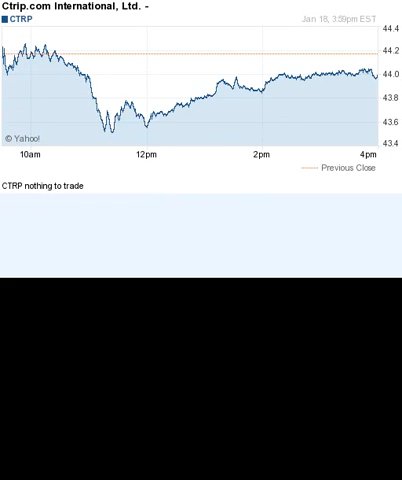 Ctrip.com International, Ltd. -
CTRP Jan 18, 3:59pm EST
44.4
44.2
44.0
43.8
43.6
43.4
© Yahoo!
10am 12pm 2pm 4pm
Previous Close
CTRP nothing to trade